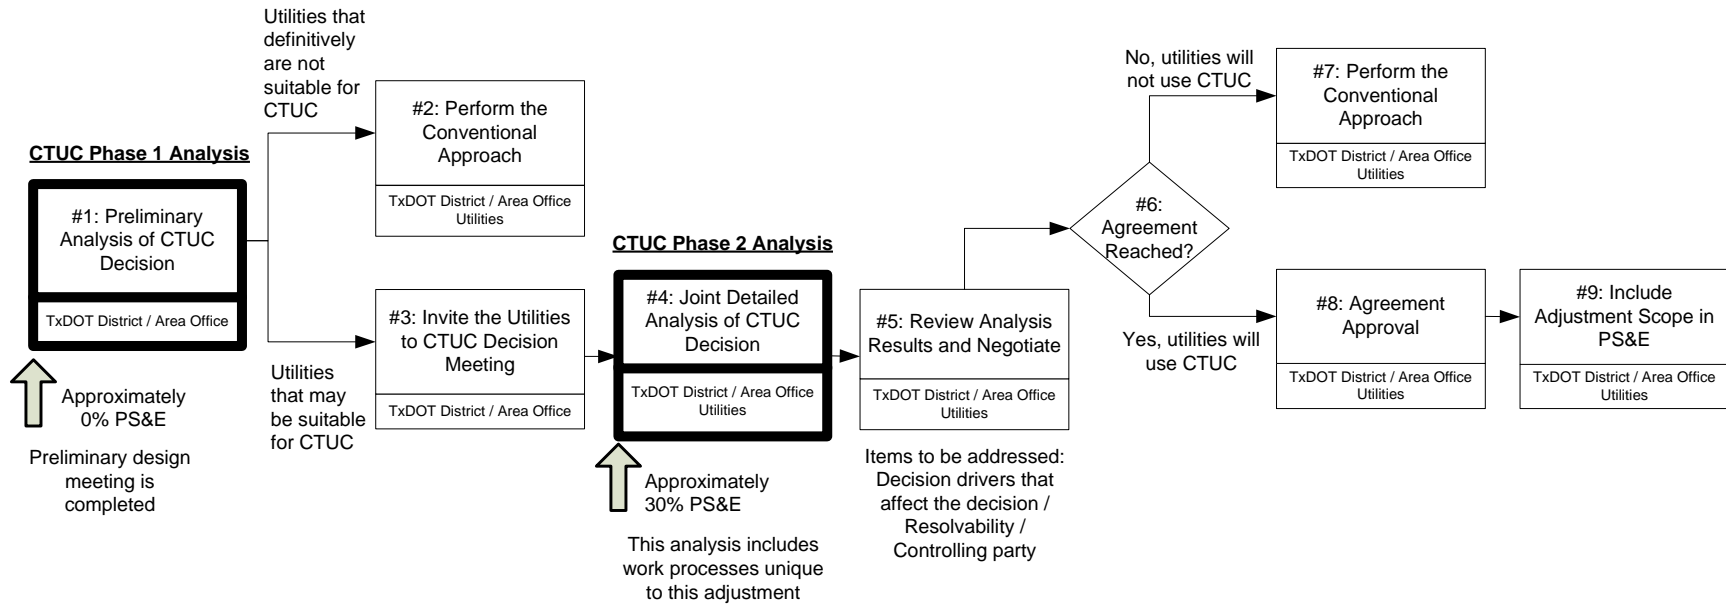 Utilities that
definitively
are not
suitable for
CTUC
#2: Perform the
Conventional
Approach
TxDOT District / Area Office
Utilities
CTUC Phase 1 Analysis
#1: Preliminary
Analysis of CTUC
Decision
TxDOT District / Area Office
Approximately
0% PS&E
Preliminary design
meeting is
completed
Utilities
that may
be suitable
for CTUC
#3: Invite the Utilities
to CTUC Decision
Meeting
TxDOT District / Area Office
CTUC Phase 2 Analysis
#4: Joint Detailed
Analysis of CTUC
Decision
TxDOT District / Area Office
Utilities
Approximately
30% PS&E
This analysis includes
work processes unique
to this adjustment
#5: Review Analysis
Results and Negotiate
TxDOT District / Area Office
Utilities
Items to be addressed:
Decision drivers that
affect the decision /
Resolvability /
Controlling party
#6:
Agreement
Reached?
No, utilities will
not use CTUC
#7: Perform the
Conventional
Approach
TxDOT District / Area Office
Utilities
Yes, utilities will
use CTUC
#8: Agreement
Approval
TxDOT District / Area Office
Utilities
#9: Include
Adjustment Scope in
PS&E
TxDOT District / Area Office
Utilities